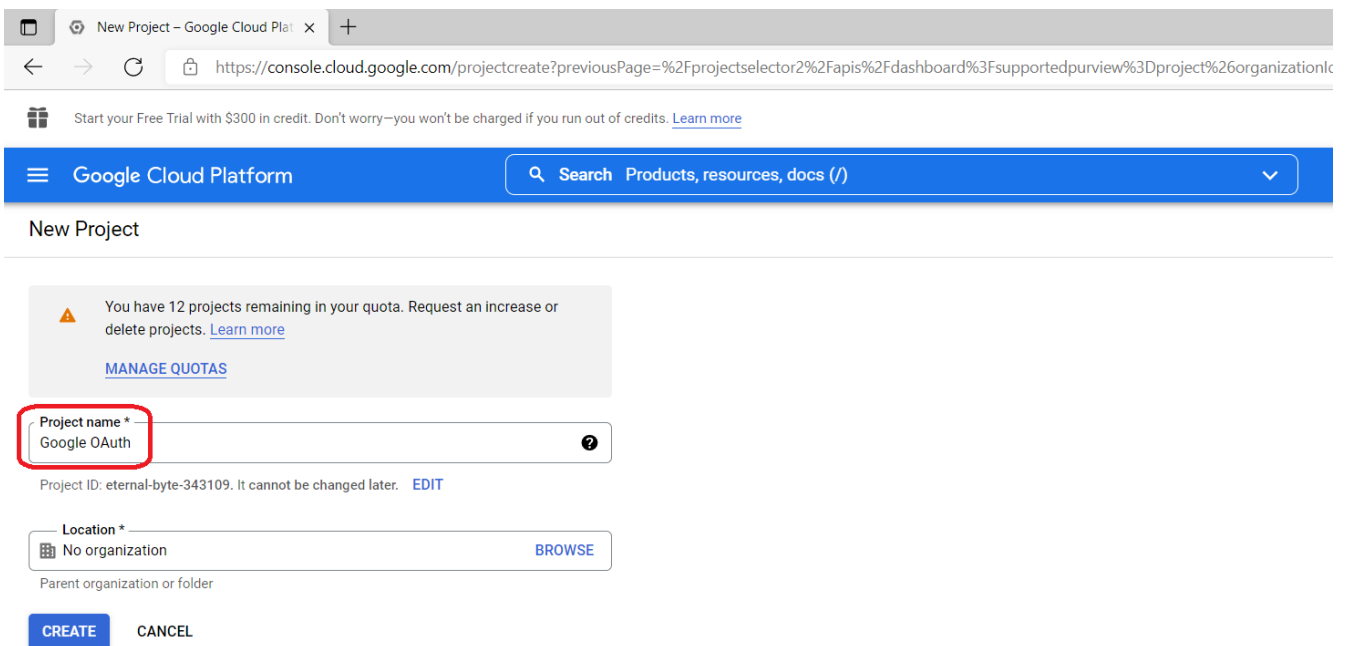 New Project – Google Cloud Plat
https://console.cloud.google.com/projectcreate?previousPage=%2Fprojectselector2%2Fapis%2Fdashboard%3Fsupportedpurview%3Dproject%26organizationId
Start your Free Trial with $300 in credit. Don't worry—you won't be charged if you run out of credits. Learn more
Google Cloud Platform
Search Products, resources, docs (/)
New Project
You have 12 projects remaining in your quota. Request an increase or
delete projects. Learn more
MANAGE QUOTAS
Project name *
Google OAuth
Project ID: eternal-byte-343109. It cannot be changed later. EDIT
Location *
No organization BROWSE
Parent organization or folder
CREATE CANCEL